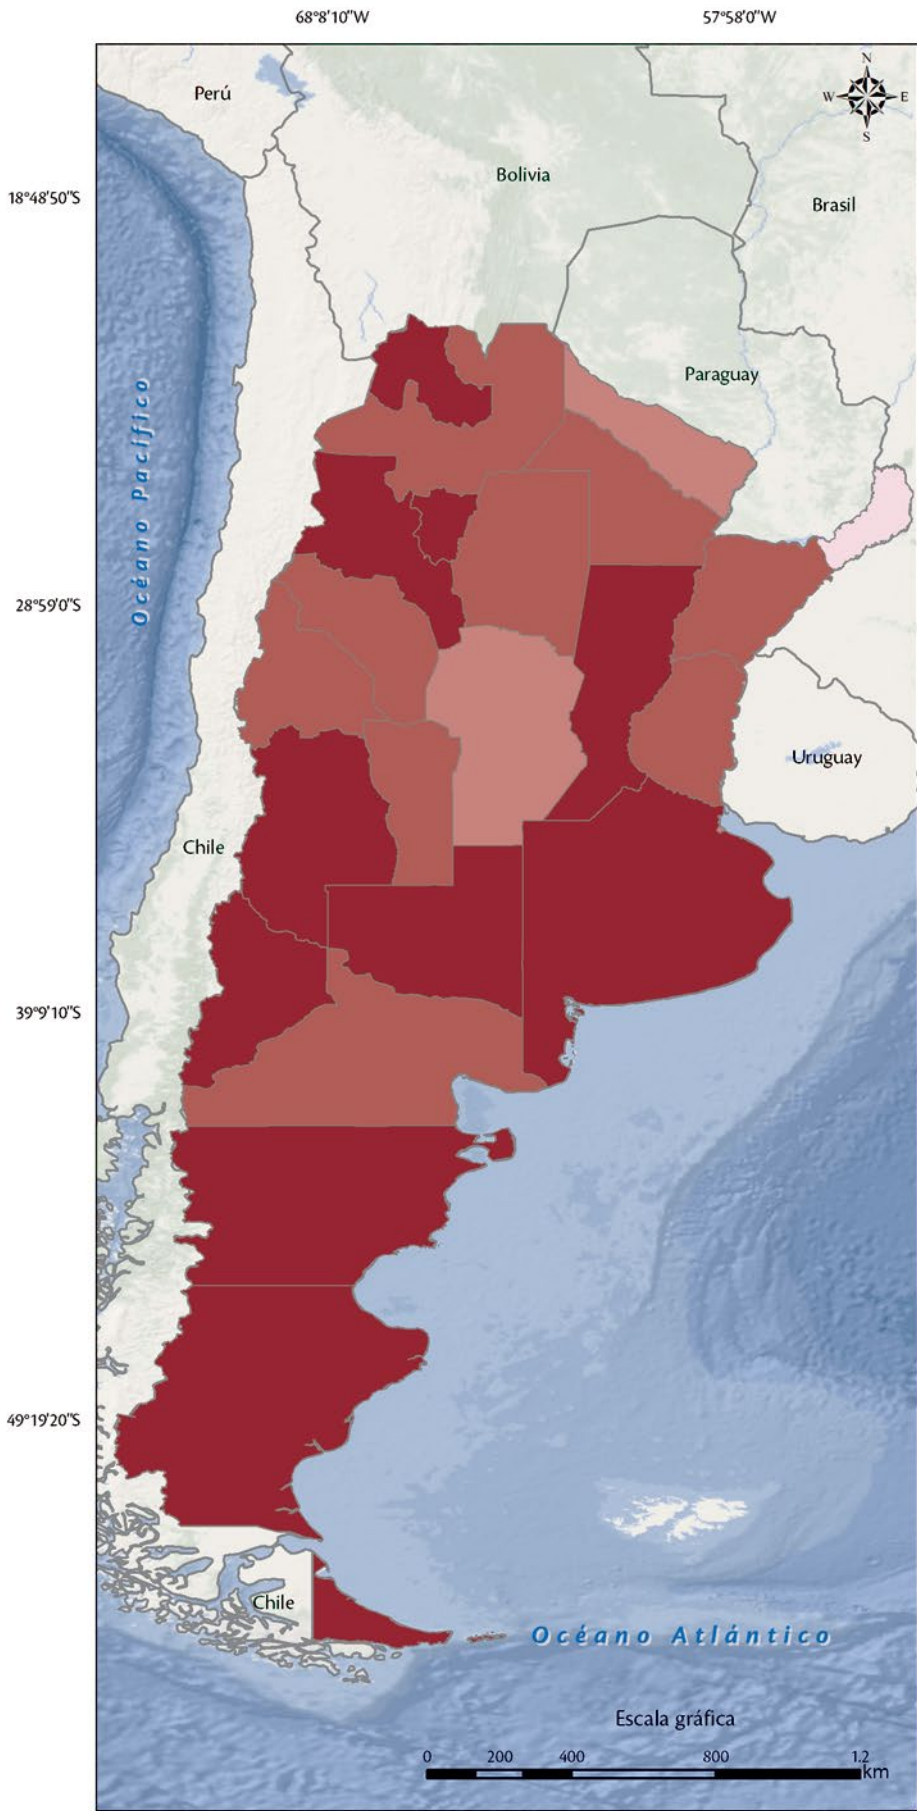 68°8'10"W
57°58'0"W
N
W
E
S
Perú
Bolivia
18°48'50"S
Brasil
Paraguay
Océano Pacífico
28°59'0"S
Uruguay
Chile
39°9'10"S
49°19'20"S
Chile
Océano Atlántico
Escala gráfica
0 200 400 800 1.2
km